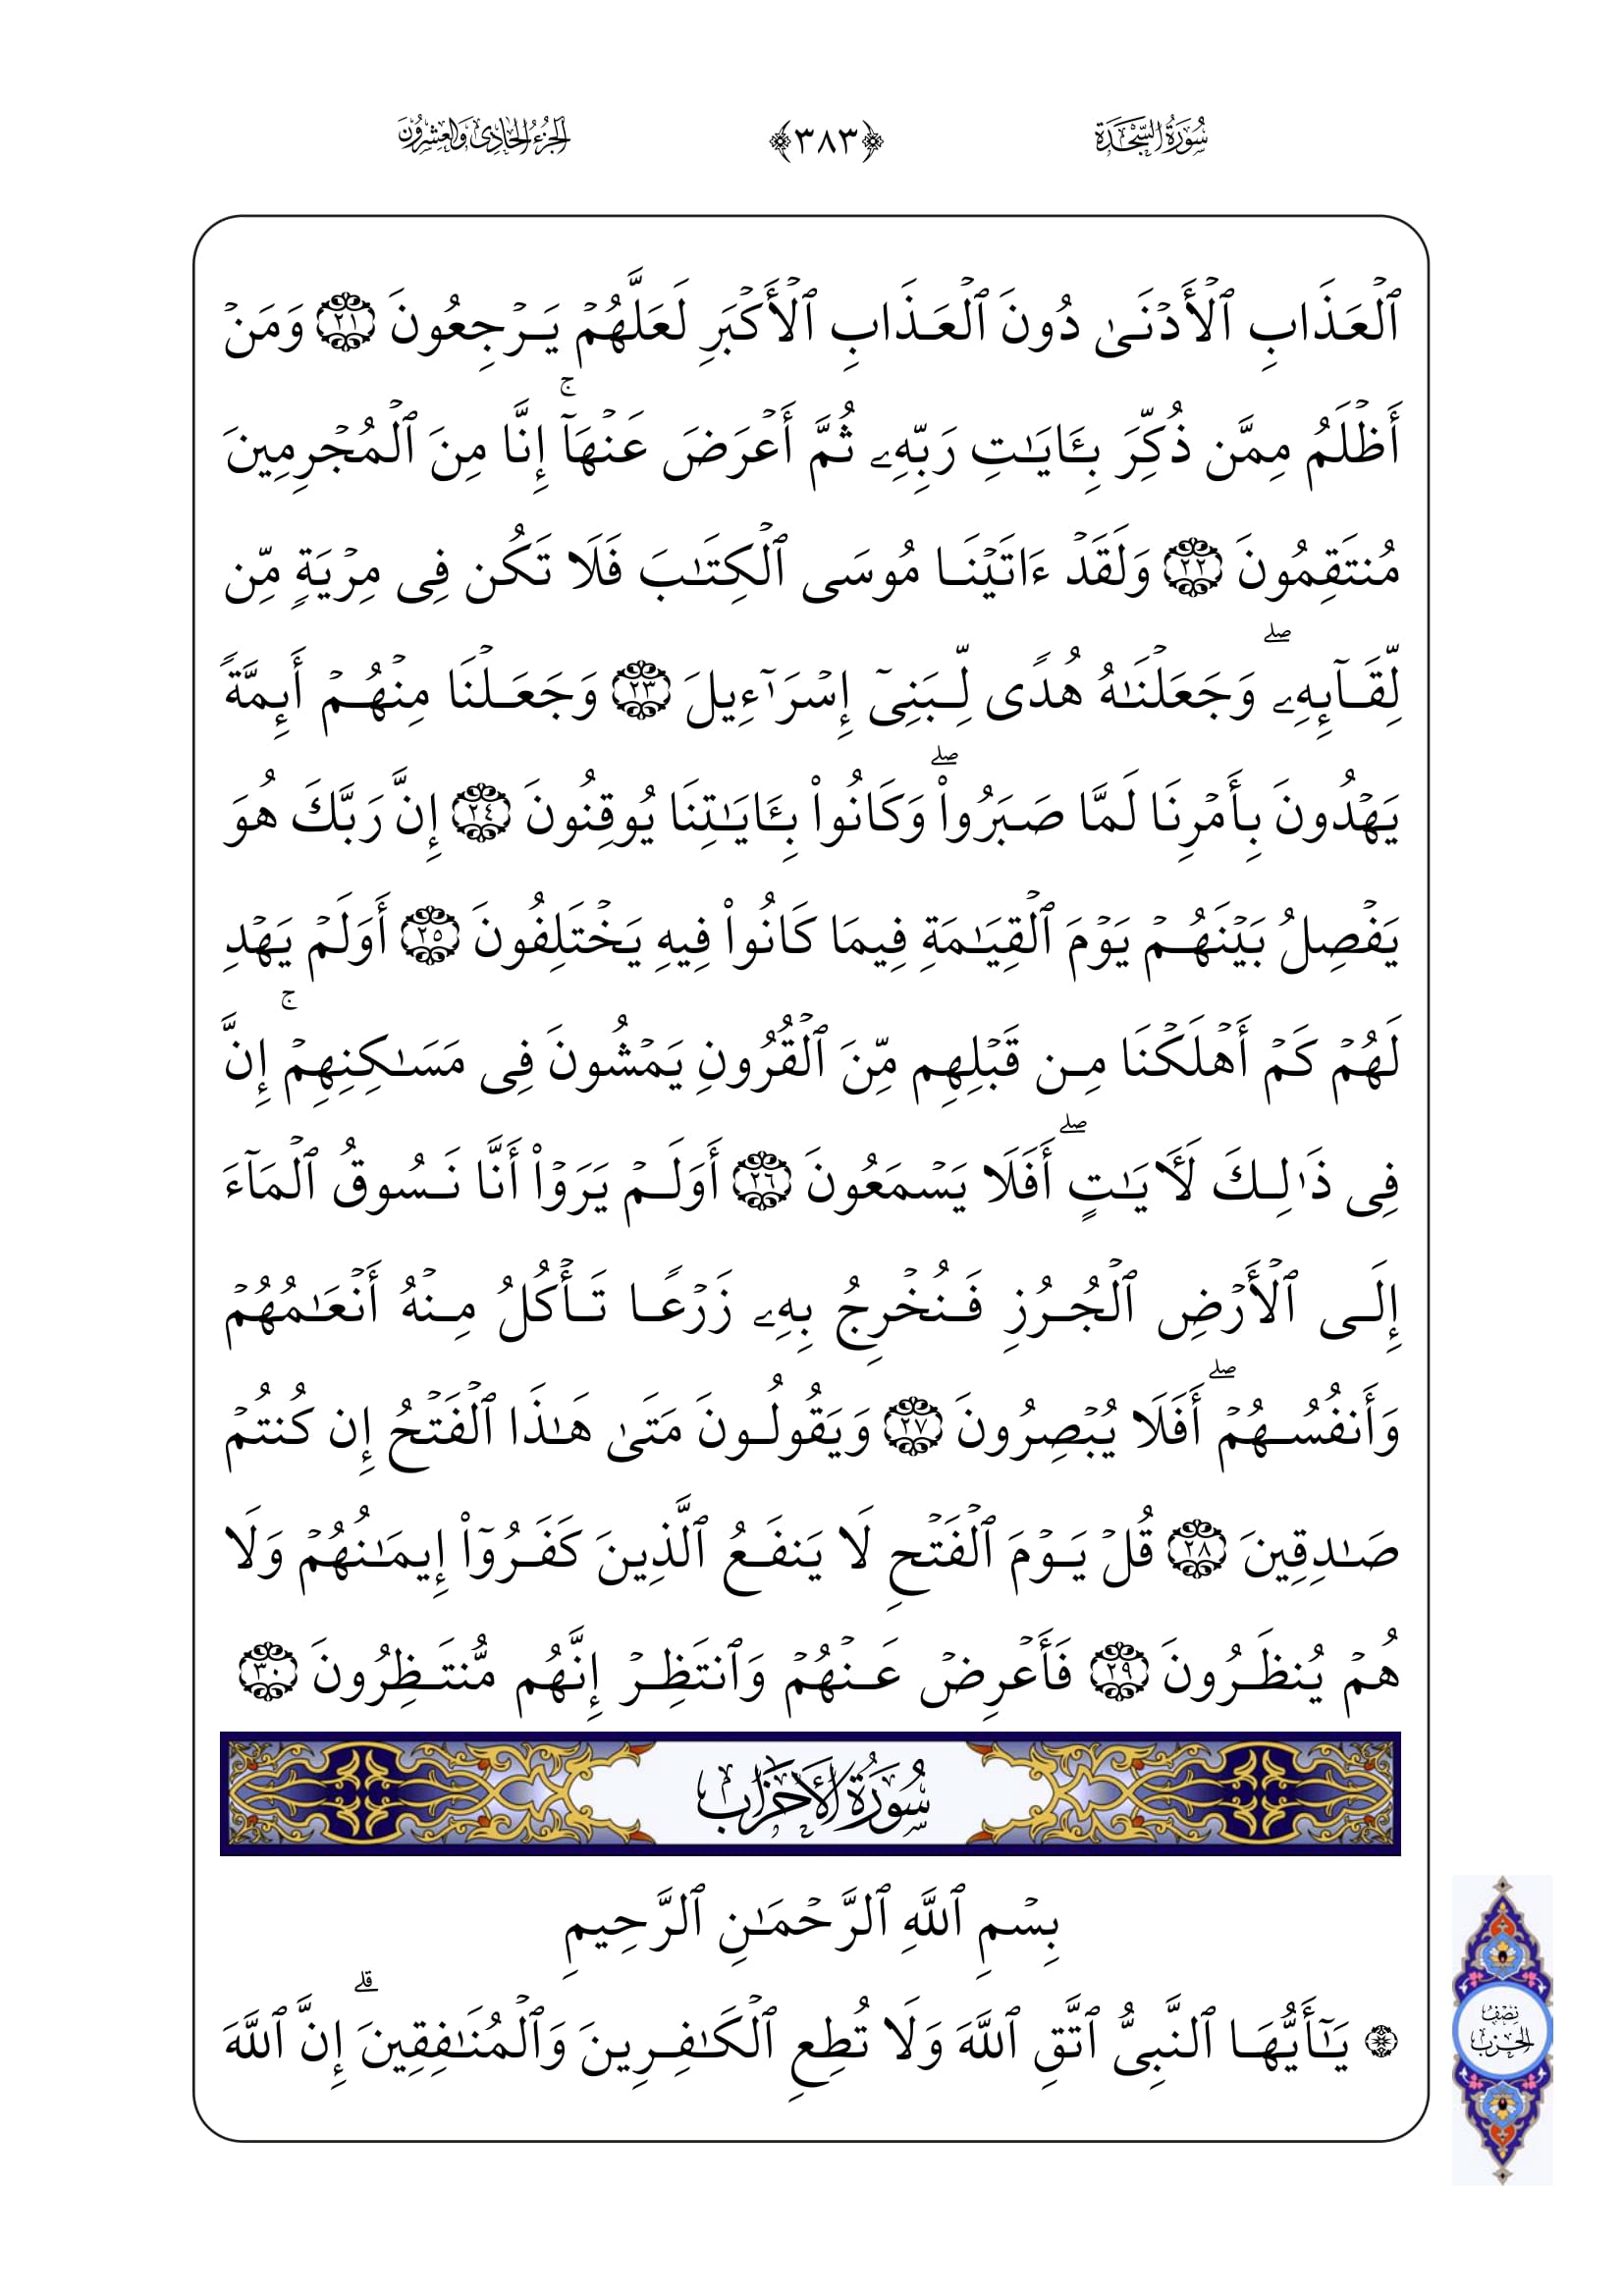 سُورَةُ السَّجْدَةِ
﴿٣٨٣﴾
الجُزْءُ الحَادِي وَالعِشْرُونَ
ٱلۡعَذَابِ ٱلۡأَدۡنَىٰ دُونَ ٱلۡعَذَابِ ٱلۡأَكۡبَرِ لَعَلَّهُمۡ يَرۡجِعُونَ ٢١ وَمَنۡ
أَظۡلَمُ مِمَّن ذُكِّرَ بِـَٔايَٰتِ رَبِّهِۦ ثُمَّ أَعۡرَضَ عَنۡهَآۚ إِنَّا مِنَ ٱلۡمُجۡرِمِينَ
مُنتَقِمُونَ ٢٢ وَلَقَدۡ ءَاتَيۡنَا مُوسَى ٱلۡكِتَٰبَ فَلَا تَكُن فِى مِرۡيَةٖ مِّن
لِّقَآئِهِۦۖ وَجَعَلۡنَٰهُ هُدٗى لِّبَنِىٓ إِسۡرَٰٓءِيلَ ٢٣ وَجَعَلۡنَا مِنۡهُمۡ أَئِمَّةٗ
يَهۡدُونَ بِأَمۡرِنَا لَمَّا صَبَرُواْۖ وَكَانُواْ بِـَٔايَٰتِنَا يُوقِنُونَ ٢٤ إِنَّ رَبَّكَ هُوَ
يَفۡصِلُ بَيۡنَهُمۡ يَوۡمَ ٱلۡقِيَٰمَةِ فِيمَا كَانُواْ فِيهِ يَخۡتَلِفُونَ ٢٥ أَوَلَمۡ يَهۡدِ
لَهُمۡ كَمۡ أَهۡلَكۡنَا مِن قَبۡلِهِم مِّنَ ٱلۡقُرُونِ يَمۡشُونَ فِى مَسَٰكِنِهِمۡۚ إِنَّ
فِى ذَٰلِكَ لَأٓيَٰتٍۖ أَفَلَا يَسۡمَعُونَ ٢٦ أَوَلَمۡ يَرَوۡاْ أَنَّا نَسُوقُ ٱلۡمَآءَ
إِلَى ٱلۡأَرۡضِ ٱلۡجُرُزِ فَنُخۡرِجُ بِهِۦ زَرۡعٗا تَأۡكُلُ مِنۡهُ أَنۡعَٰمُهُمۡ
وَأَنفُسُهُمۡۖ أَفَلَا يُبۡصِرُونَ ٢٧ وَيَقُولُونَ مَتَىٰ هَٰذَا ٱلۡفَتۡحُ إِن كُنتُمۡ
صَٰدِقِينَ ٢٨ قُلۡ يَوۡمَ ٱلۡفَتۡحِ لَا يَنفَعُ ٱلَّذِينَ كَفَرُوٓاْ إِيمَٰنُهُمۡ وَلَا
هُمۡ يُنظَرُونَ ٢٩ فَأَعۡرِضۡ عَنۡهُمۡ وَٱنتَظِرۡ إِنَّهُم مُّنتَظِرُونَ ٣٠
سُورَةُ الأَحْزَابِ
بِسۡمِ ٱللَّهِ ٱلرَّحۡمَٰنِ ٱلرَّحِيمِ
۞ يَٰٓأَيُّهَا ٱلنَّبِىُّ ٱتَّقِ ٱللَّهَ وَلَا تُطِعِ ٱلۡكَٰفِرِينَ وَٱلۡمُنَٰفِقِينَۗ إِنَّ ٱللَّهَ
نِصْفُ
الحِزْبِ